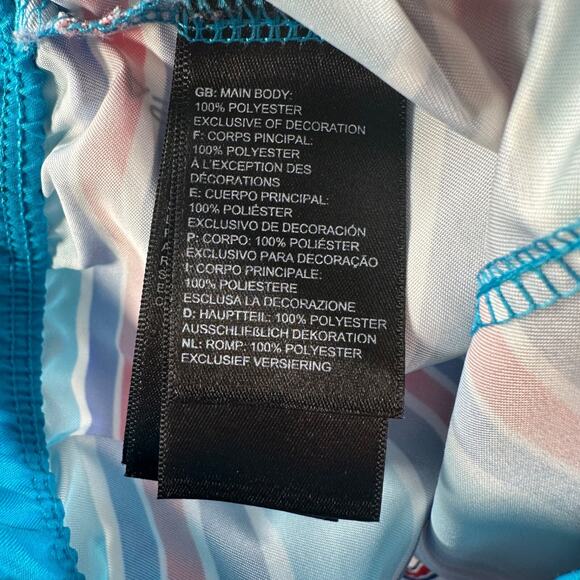 GB: MAIN BODY:
100% POLYESTER
EXCLUSIVE OF DECORATION
F: CORPS PINCIPAL:
100% POLYESTER
À L'EXCEPTION DES
DÉCORATIONS
E: CUERPO PRINCIPAL:
100% POLIÉSTER
EXCLUSIVO DE DECORACIÓN
P: CORPO: 100% POLIÉSTER
EXCLUSIVO PARA DECORAÇÃO
I: CORPO PRINCIPALE:
100% POLIESTERE
ESCLUSA LA DECORAZIONE
D: HAUPTTEIL: 100% POLYESTER
AUSSCHLIEẞLICH DEKORATION
NL: ROMP: 100% POLYESTER
EXCLUSIEF VERSIERING